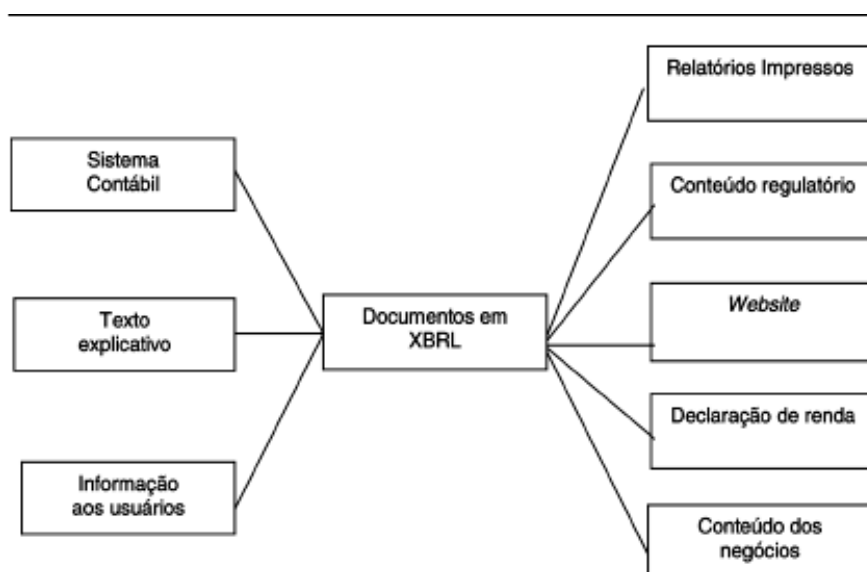 Sistema
Contábil
Texto
explicativo
Informação
aos usuários
Documentos em
XBRL
Relatórios Impressos
Conteúdo regulatório
Website
Declaração de renda
Conteúdo dos
negócios